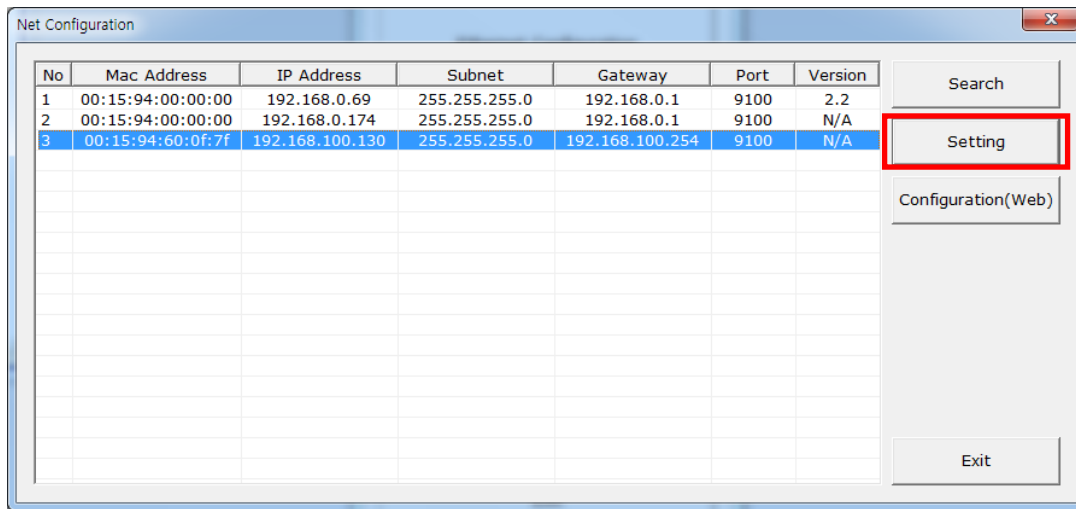 Net Configuration
No Mac Address IP Address Subnet Gateway Port Version
1 00:15:94:00:00:00 192.168.0.69 255.255.255.0 192.168.0.1 9100 2.2
2 00:15:94:00:00:00 192.168.0.174 255.255.255.0 192.168.0.1 9100 N/A
3 00:15:94:60:0f:7f 192.168.100.130 255.255.255.0 192.168.100.254 9100 N/A
Search
Setting
Configuration(Web)
Exit